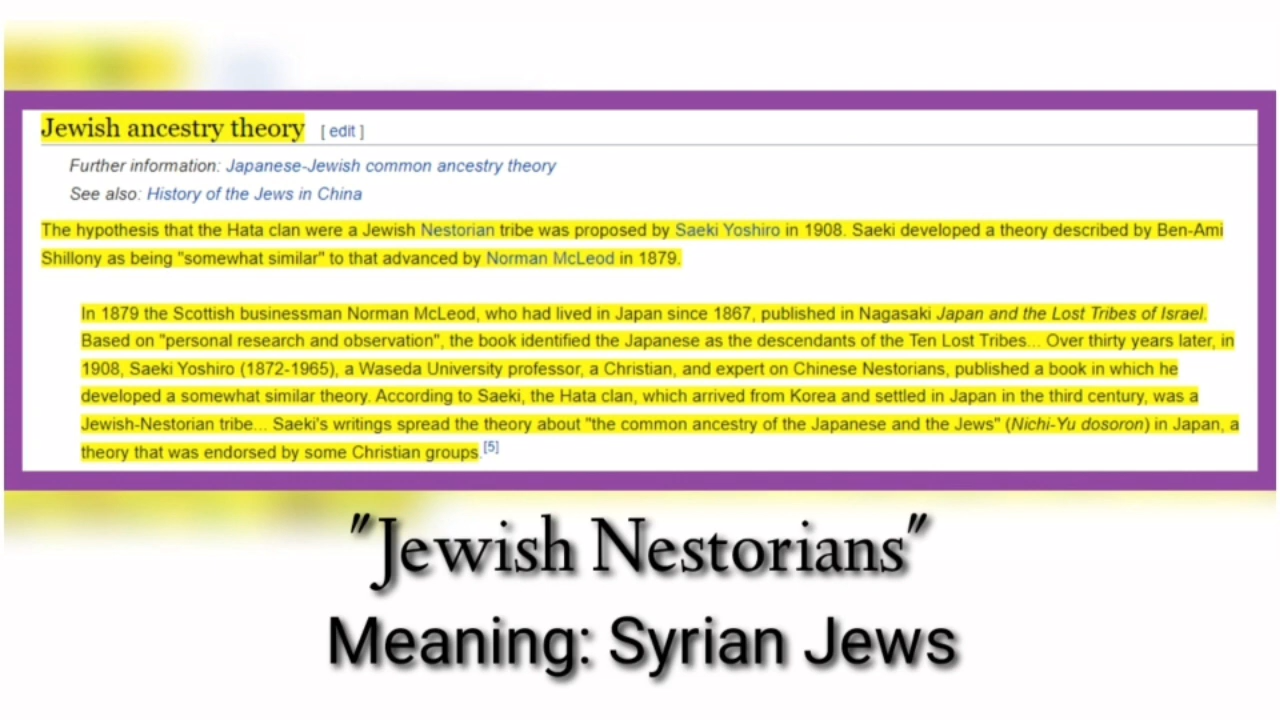 Jewish ancestry theory [ edit ]
Further information: Japanese-Jewish common ancestry theory
See also: History of the Jews in China
The hypothesis that the Hata clan were a Jewish Nestorian tribe was proposed by Saeki Yoshiro in 1908. Saeki developed a theory described by Ben-Ami
Shillony as being "somewhat similar" to that advanced by Norman McLeod in 1879.
In 1879 the Scottish businessman Norman McLeod, who had lived in Japan since 1867, published in Nagasaki Japan and the Lost Tribes of Israel.
Based on "personal research and observation", the book identified the Japanese as the descendants of the Ten Lost Tribes... Over thirty years later, in
1908, Saeki Yoshiro (1872-1965), a Waseda University professor, a Christian, and expert on Chinese Nestorians, published a book in which he
developed a somewhat similar theory. According to Saeki, the Hata clan, which arrived from Korea and settled in Japan in the third century, was a
Jewish-Nestorian tribe... Saeki's writings spread the theory about "the common ancestry of the Japanese and the Jews" (Nichi-Yu dosoron) in Japan, a
theory that was endorsed by some Christian groups.[5]
"Jewish Nestorians"
Meaning: Syrian Jews